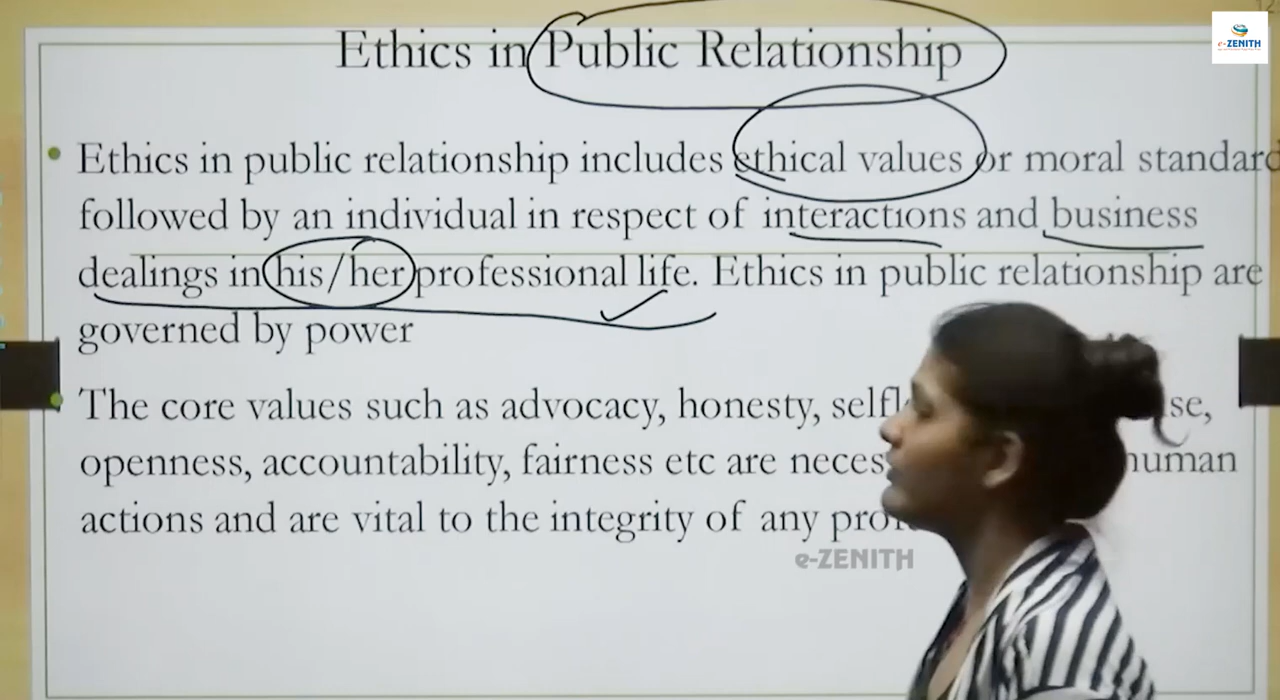 Ethics in Public Relationship
e-ZENITH
Ethics in public relationship includes ethical values or moral standard
followed by an individual in respect of interactions and business
dealings in his/her professional life. Ethics in public relationship are
governed by power
The core values such as advocacy, honesty,
openness, accountability, fairness etc are human
actions and are vital to the integrity of any
e-ZENITH